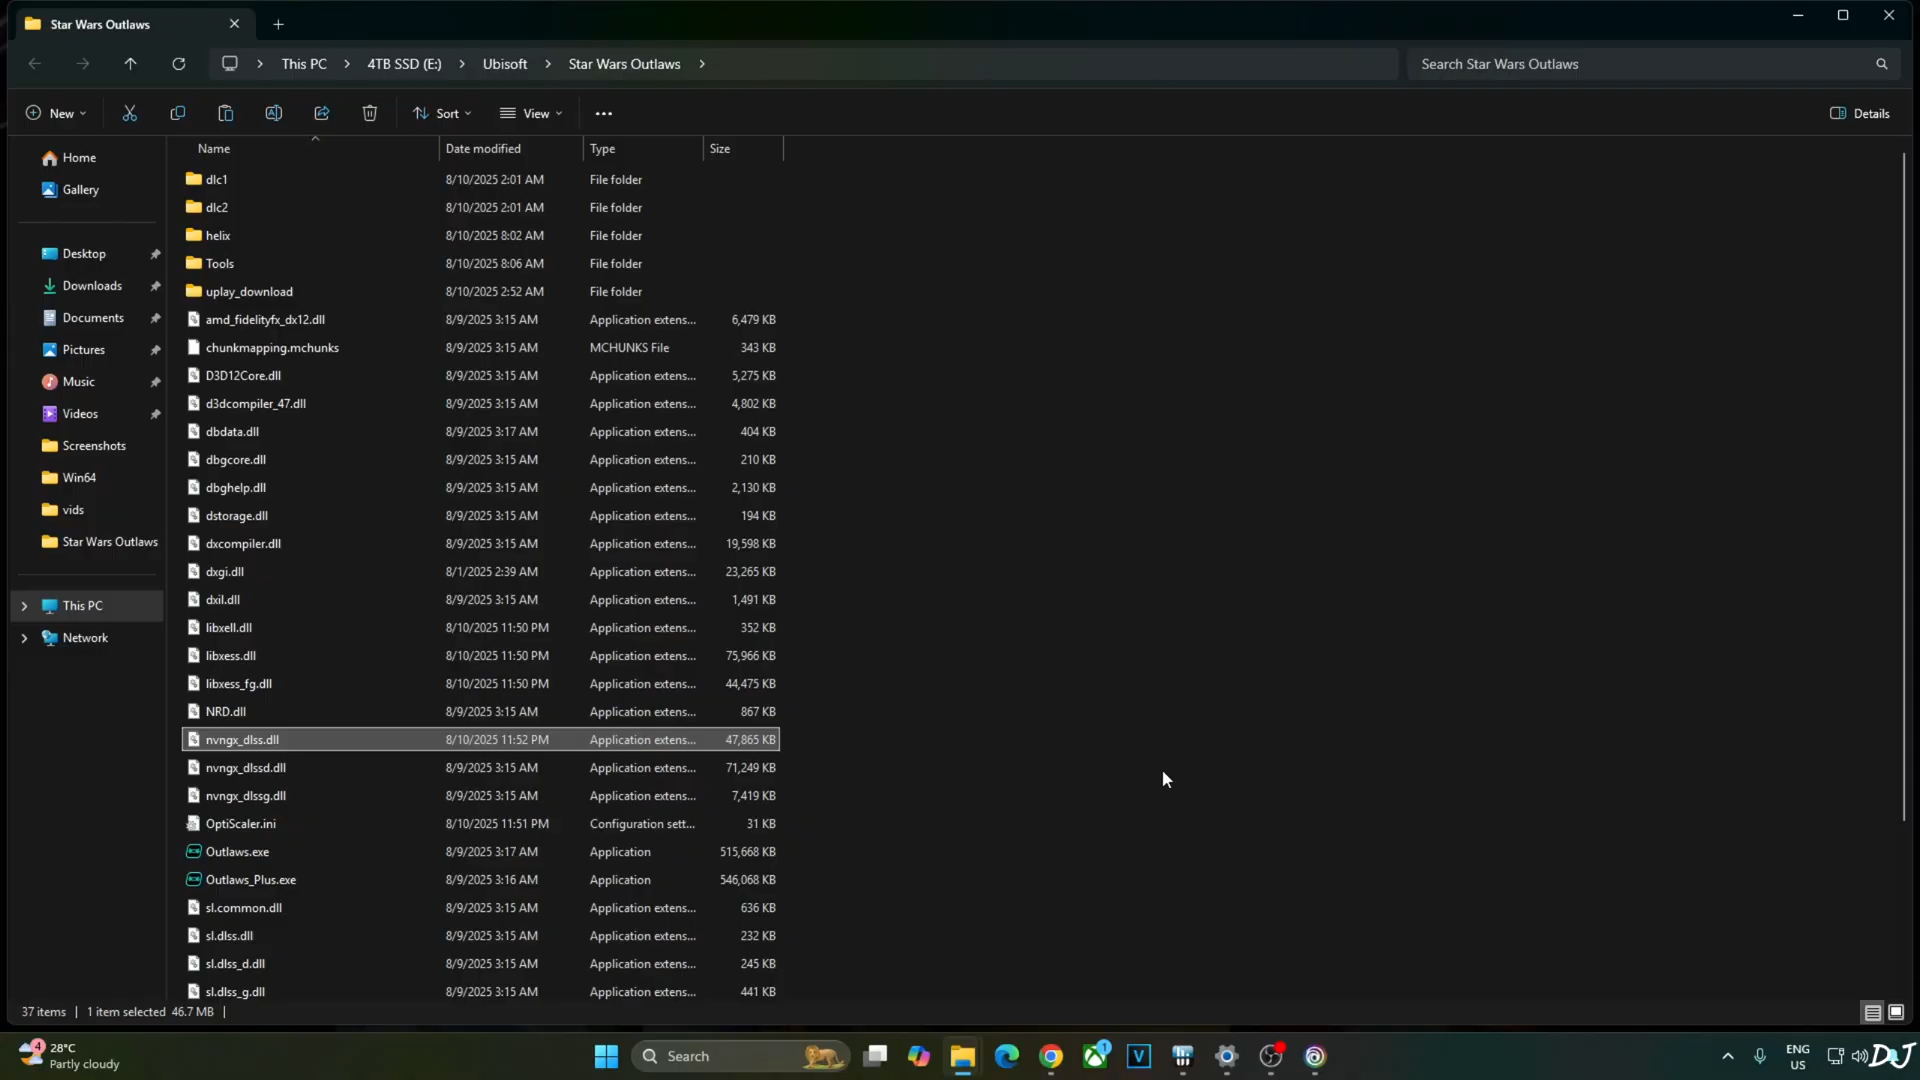 Star Wars Outlaws
This PC
4TB SSD (E:)
Ubisoft
Star Wars Outlaws
Search Star Wars Outlaws
New
Sort
View
Details
Home
Gallery
Desktop
Downloads
Documents
Pictures
Music
Videos
Screenshots
Win64
vids
Star Wars Outlaws
This PC
Network
Name Date modified Type Size
dlc1 8/10/2025 2:01 AM File folder
dlc2 8/10/2025 2:01 AM File folder
helix 8/10/2025 8:02 AM File folder
Tools 8/10/2025 8:06 AM File folder
uplay_download 8/10/2025 2:52 AM File folder
amd_fidelityfx_dx12.dll 8/9/2025 3:15 AM Application extens... 6,479 KB
chunkmapping.mchunks 8/9/2025 3:15 AM MCHUNKS File 343 KB
D3D12Core.dll 8/9/2025 3:15 AM Application extens... 5,275 KB
d3dcompiler_47.dll 8/9/2025 3:15 AM Application extens... 4,802 KB
dbdata.dll 8/9/2025 3:17 AM Application extens... 404 KB
dbgcore.dll 8/9/2025 3:15 AM Application extens... 210 KB
dbghelp.dll 8/9/2025 3:15 AM Application extens... 2,130 KB
dstorage.dll 8/9/2025 3:15 AM Application extens... 194 KB
dxcompiler.dll 8/9/2025 3:15 AM Application extens... 19,598 KB
dxgi.dll 8/1/2025 2:39 AM Application extens... 23,265 KB
dxil.dll 8/9/2025 3:15 AM Application extens... 1,491 KB
libxell.dll 8/10/2025 11:50 PM Application extens... 352 KB
libxess.dll 8/10/2025 11:50 PM Application extens... 75,966 KB
libxess_fg.dll 8/10/2025 11:50 PM Application extens... 44,475 KB
NRD.dll 8/9/2025 3:15 AM Application extens... 867 KB
nvngx_dlss.dll 8/10/2025 11:52 PM Application extens... 47,865 KB
nvngx_dlssd.dll 8/9/2025 3:15 AM Application extens... 71,249 KB
nvngx_dlssg.dll 8/9/2025 3:15 AM Application extens... 7,419 KB
OptiScaler.ini 8/10/2025 11:51 PM Configuration sett... 31 KB
Outlaws.exe 8/9/2025 3:17 AM Application 515,668 KB
Outlaws_Plus.exe 8/9/2025 3:16 AM Application 546,068 KB
sl.common.dll 8/9/2025 3:15 AM Application extens... 636 KB
sl.dlss.dll 8/9/2025 3:15 AM Application extens... 232 KB
sl.dlss_d.dll 8/9/2025 3:15 AM Application extens... 245 KB
sl.dlss_g.dll 8/9/2025 3:15 AM Application extens... 441 KB
37 items | 1 item selected 46.7 MB |
4
28°C
Partly cloudy
Search
1
V
ENG
US
DJ